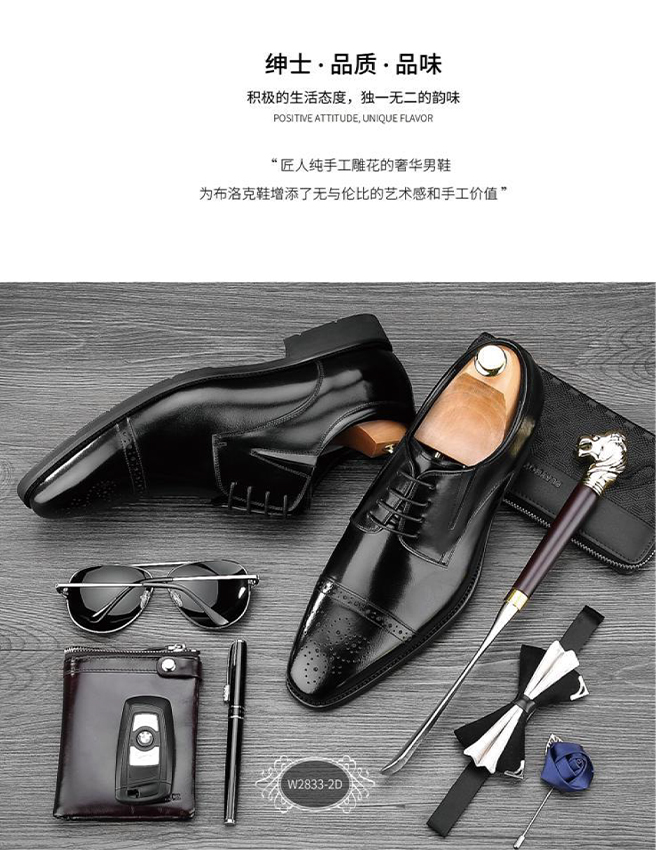 绅士 · 品质 · 品味
积极的生活态度，独一无二的韵味
POSITIVE ATTITUDE, UNIQUE FLAVOR
“ 匠人纯手工雕花的奢华男鞋
为布洛克鞋增添了无与伦比的艺术感和手工价值 ”
W2833-2D